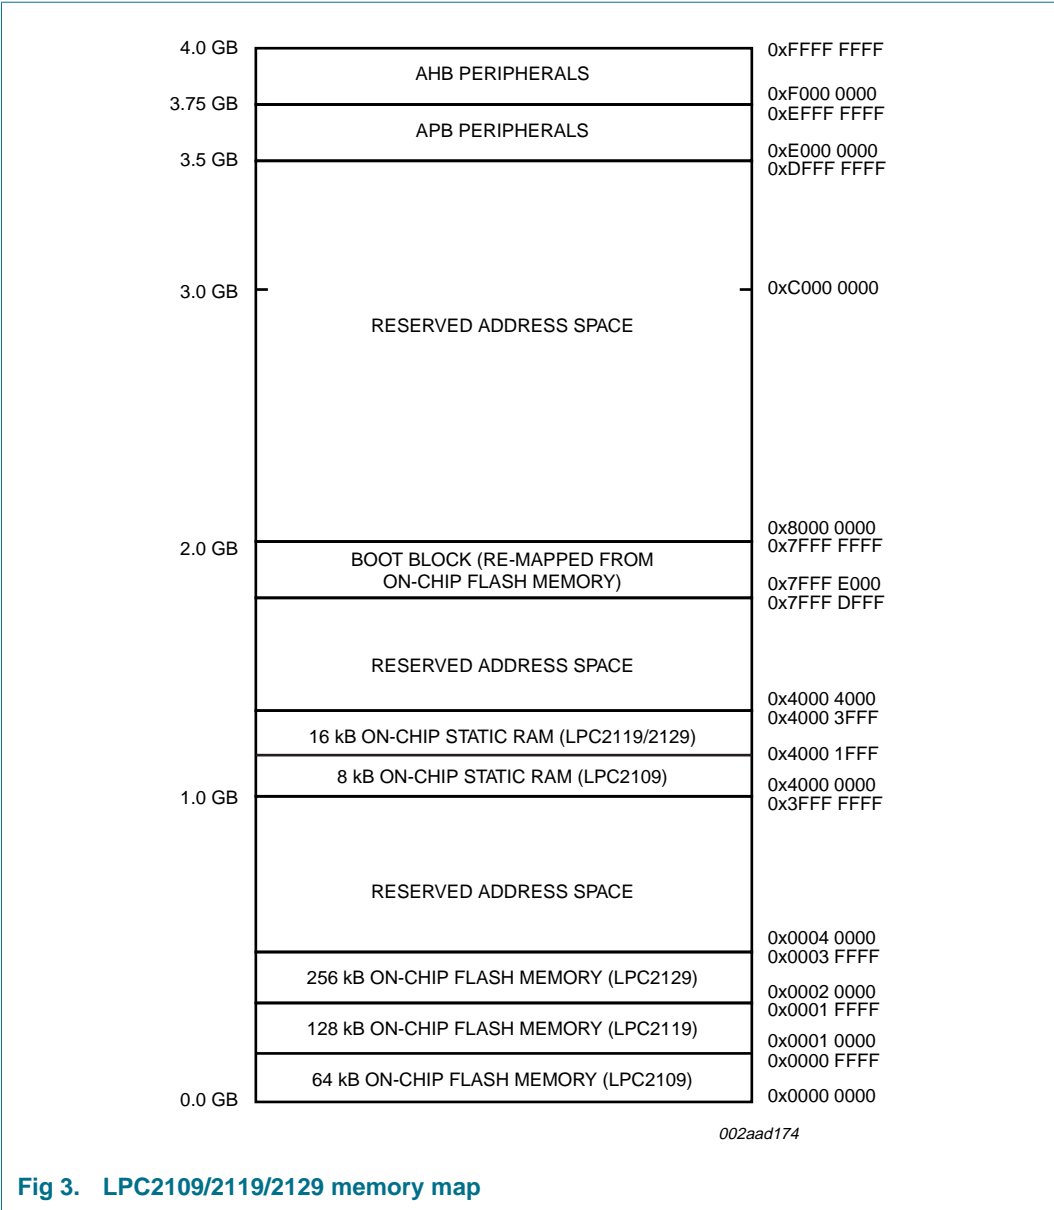 4.0 GB
0xFFFF FFFF
AHB PERIPHERALS
0xF000 0000
3.75 GB
0xEFFF FFFF
APB PERIPHERALS
0xE000 0000
3.5 GB
0xDFFF FFFF
3.0 GB
0xC000 0000
RESERVED ADDRESS SPACE
0x8000 0000
2.0 GB
0x7FFF FFFF
BOOT BLOCK (RE-MAPPED FROM
ON-CHIP FLASH MEMORY)
0x7FFF E000
0x7FFF DFFF
RESERVED ADDRESS SPACE
0x4000 4000
0x4000 3FFF
16 kB ON-CHIP STATIC RAM (LPC2119/2129)
0x4000 1FFF
8 kB ON-CHIP STATIC RAM (LPC2109)
0x4000 0000
1.0 GB
0x3FFF FFFF
RESERVED ADDRESS SPACE
0x0004 0000
0x0003 FFFF
256 kB ON-CHIP FLASH MEMORY (LPC2129)
0x0002 0000
0x0001 FFFF
128 kB ON-CHIP FLASH MEMORY (LPC2119)
0x0001 0000
0x0000 FFFF
64 kB ON-CHIP FLASH MEMORY (LPC2109)
0.0 GB
0x0000 0000
002aad174
Fig 3. LPC2109/2119/2129 memory map